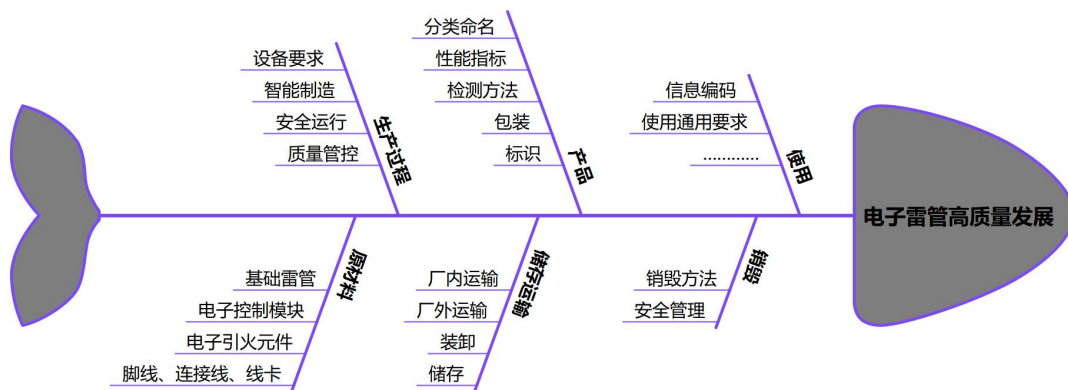 分类命名
性能指标
检测方法
包装
标识
产品
设备要求
智能制造
安全运行
质量管控
生产过程
信息编码
使用通用要求
............
使用
电子雷管高质量发展
基础雷管
电子控制模块
电子引火元件
脚线、连接线、线卡
原材料
厂内运输
厂外运输
装卸
储存
储存运输
销毁方法
安全管理
销毁